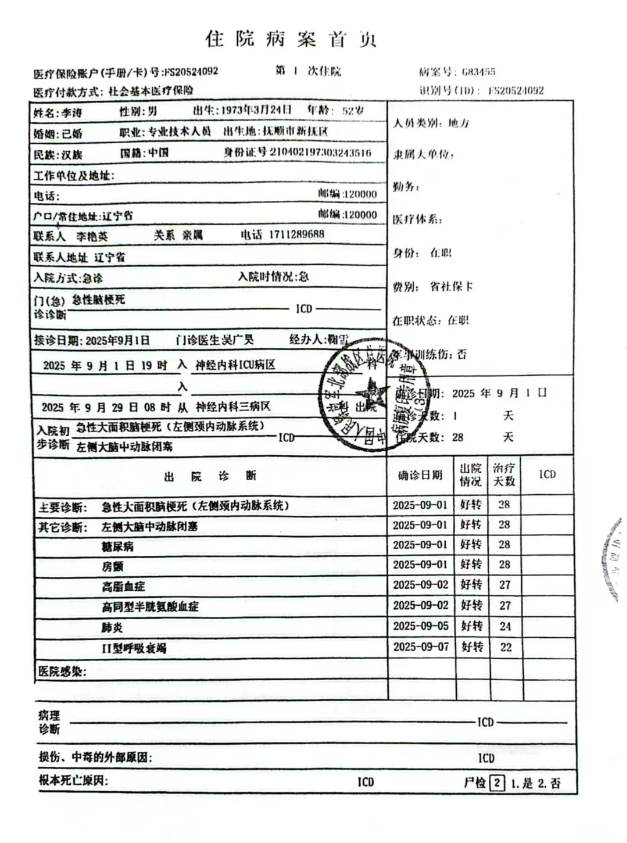 住院病案首页
医疗保险账户(手册/卡)号:FS20524092 第 1 次住院 病案号: G83455
医疗付款方式: 社会基本医疗保险 识别号(ID): FS20524092
姓名:李涛 性别:男 出生:1973年3月24日 年龄: 52岁
人员类别: 地方
婚姻:已婚 职业:专业技术人员 出生地:抚顺市新抚区
民族:汉族 国籍:中国 身份证号:210402197303243516
隶属大单位:
工作单位及地址:
电话: 邮编:120000
勤务:
户口/常住地址:辽宁省 邮编:120000
医疗体系:
联系人 李艳英 关系 亲属 电话 1711289688
联系人地址 辽宁省
身份: 在职
入院方式:急诊 入院时情况:急
费别: 省社保卡
门(急)诊诊断 急性脑梗死 ICD
在职状态: 在职
接诊日期:2025年9月1日 门诊医生吴广昊 经办人:鞠雪
军事训练伤: 否
2025 年 9 月 1 日 19 时 入 神经内科ICU病区
入 科
确诊日期: 2025 年 9 月 1 日
2025 年 9 月 29 日 08 时 从 神经内科三病区 科 出院
确诊天数: 1 天
入院初步诊断 急性大面积脑梗死(左侧颈内动脉系统)
左侧大脑中动脉闭塞 ICD
住院天数: 28 天
出 院 诊 断 确诊日期 出院情况 治疗天数 ICD
主要诊断: 急性大面积脑梗死(左侧颈内动脉系统) 2025-09-01 好转 28
其它诊断: 左侧大脑中动脉闭塞 2025-09-01 好转 28
糖尿病 2025-09-01 好转 28
房颤 2025-09-01 好转 28
高脂血症 2025-09-02 好转 27
高同型半胱氨酸血症 2025-09-02 好转 27
肺炎 2025-09-05 好转 24
II型呼吸衰竭 2025-09-07 好转 22
医院感染:
病理诊断 ICD
损伤、中毒的外部原因: ICD
根本死亡原因: ICD 尸检 2 1.是 2.否